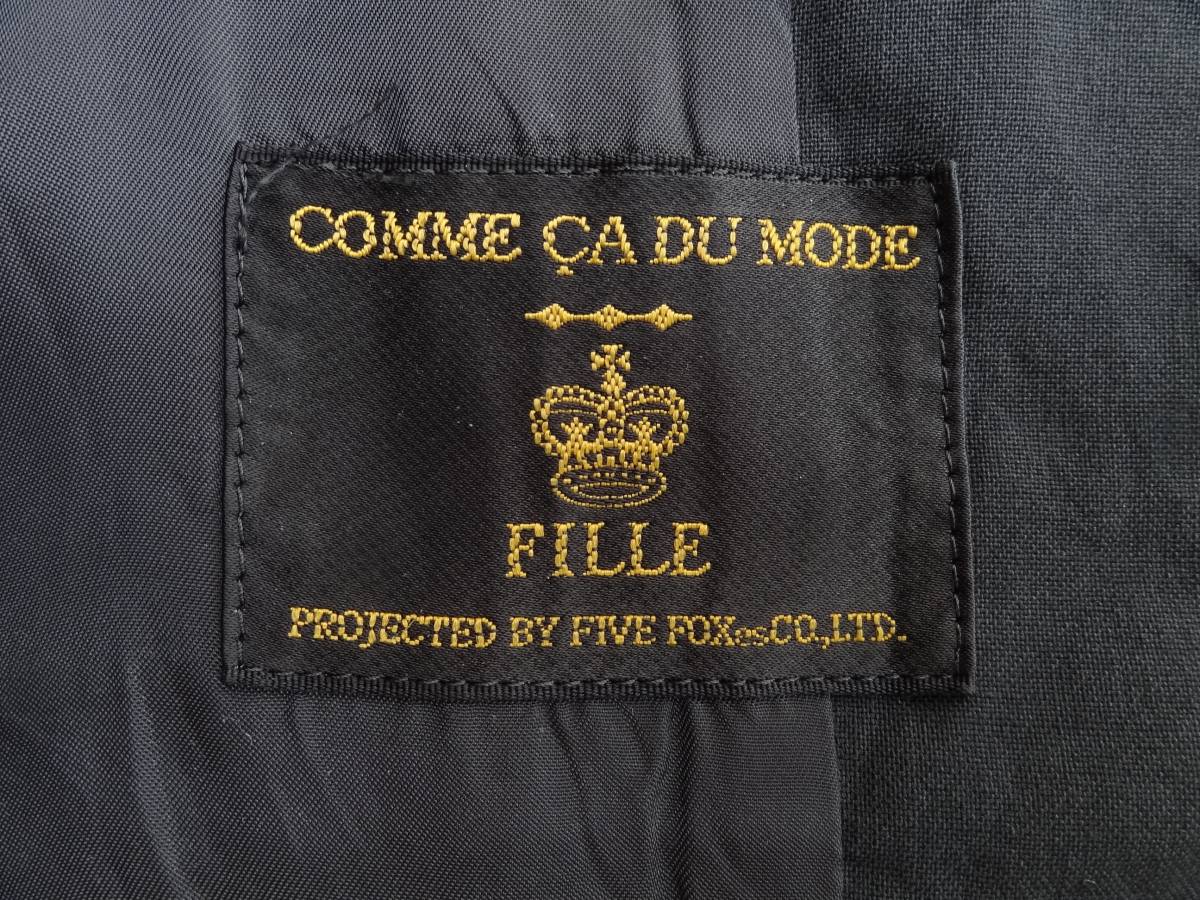 COMME ÇA DU MODE
FILLE
PROJECTED BY FIVE FOXes CO.,LTD.